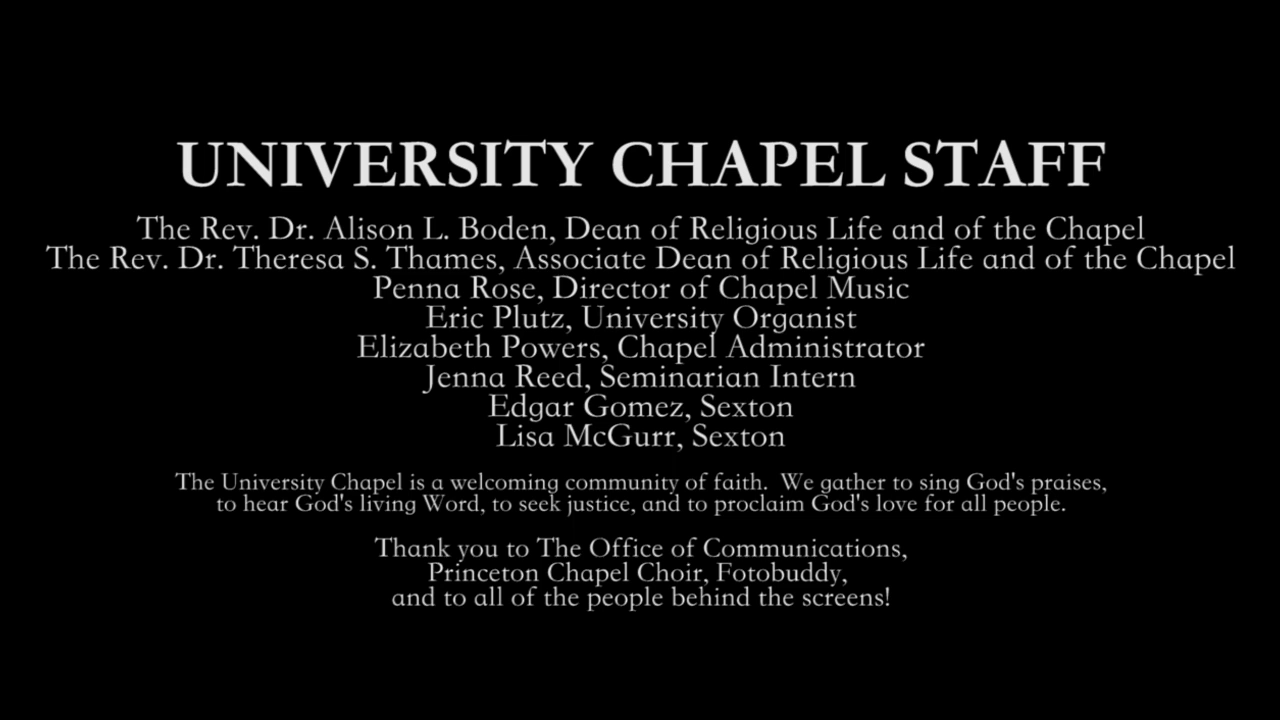 UNIVERSITY CHAPEL STAFF
The Rev. Dr. Alison L. Boden, Dean of Religious Life and of the Chapel
The Rev. Dr. Theresa S. Thames, Associate Dean of Religious Life and of the Chapel
Penna Rose, Director of Chapel Music
Eric Plutz, University Organist
Elizabeth Powers, Chapel Administrator
Jenna Reed, Seminarian Intern
Edgar Gomez, Sexton
Lisa McGurr, Sexton
The University Chapel is a welcoming community of faith.  We gather to sing God's praises,
to hear God's living Word, to seek justice, and to proclaim God's love for all people.
Thank you to The Office of Communications,
Princeton Chapel Choir, Fotobuddy,
and to all of the people behind the screens!